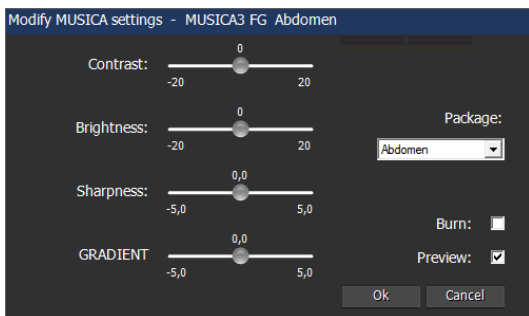 Modify MUSICA settings - MUSICA3 FG Abdomen
0
Contrast:
-20 20
0
Brightness:
-20 20
Package:
Abdomen
0,0
Sharpness:
-5,0 5,0
Burn:
0,0
GRADIENT
Preview:
-5,0 5,0
Ok Cancel